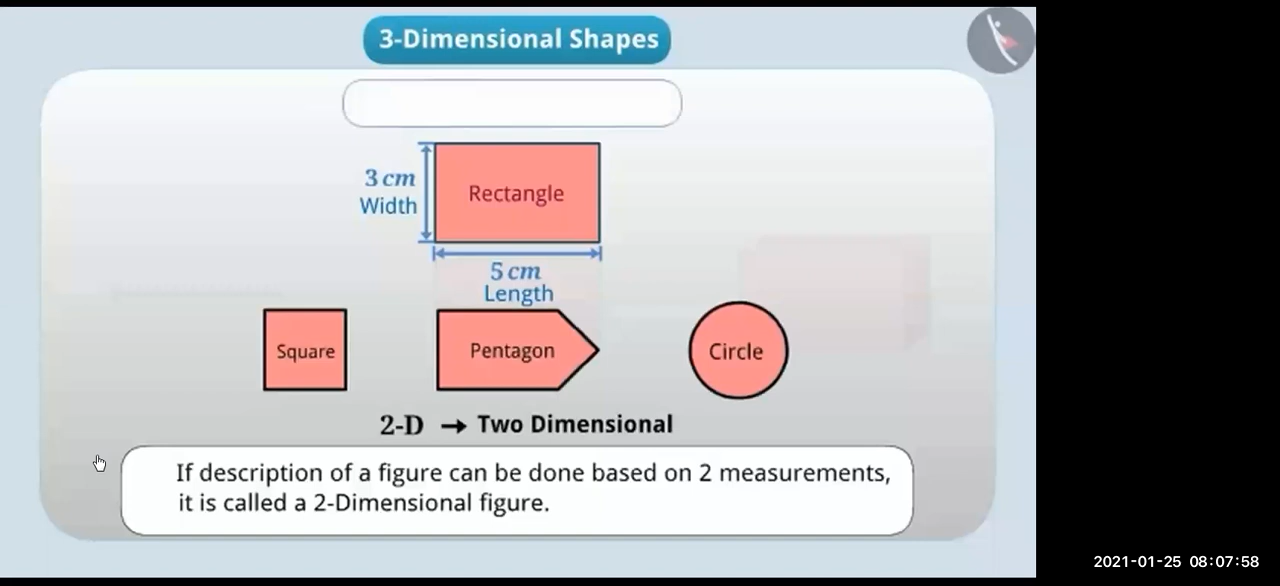 3-Dimensional Shapes
3 cm
Width
Rectangle
5 cm
Length
Square
Pentagon
Circle
2-D → Two Dimensional
If description of a figure can be done based on 2 measurements,
it is called a 2-Dimensional figure.
2021-01-25 08:07:58